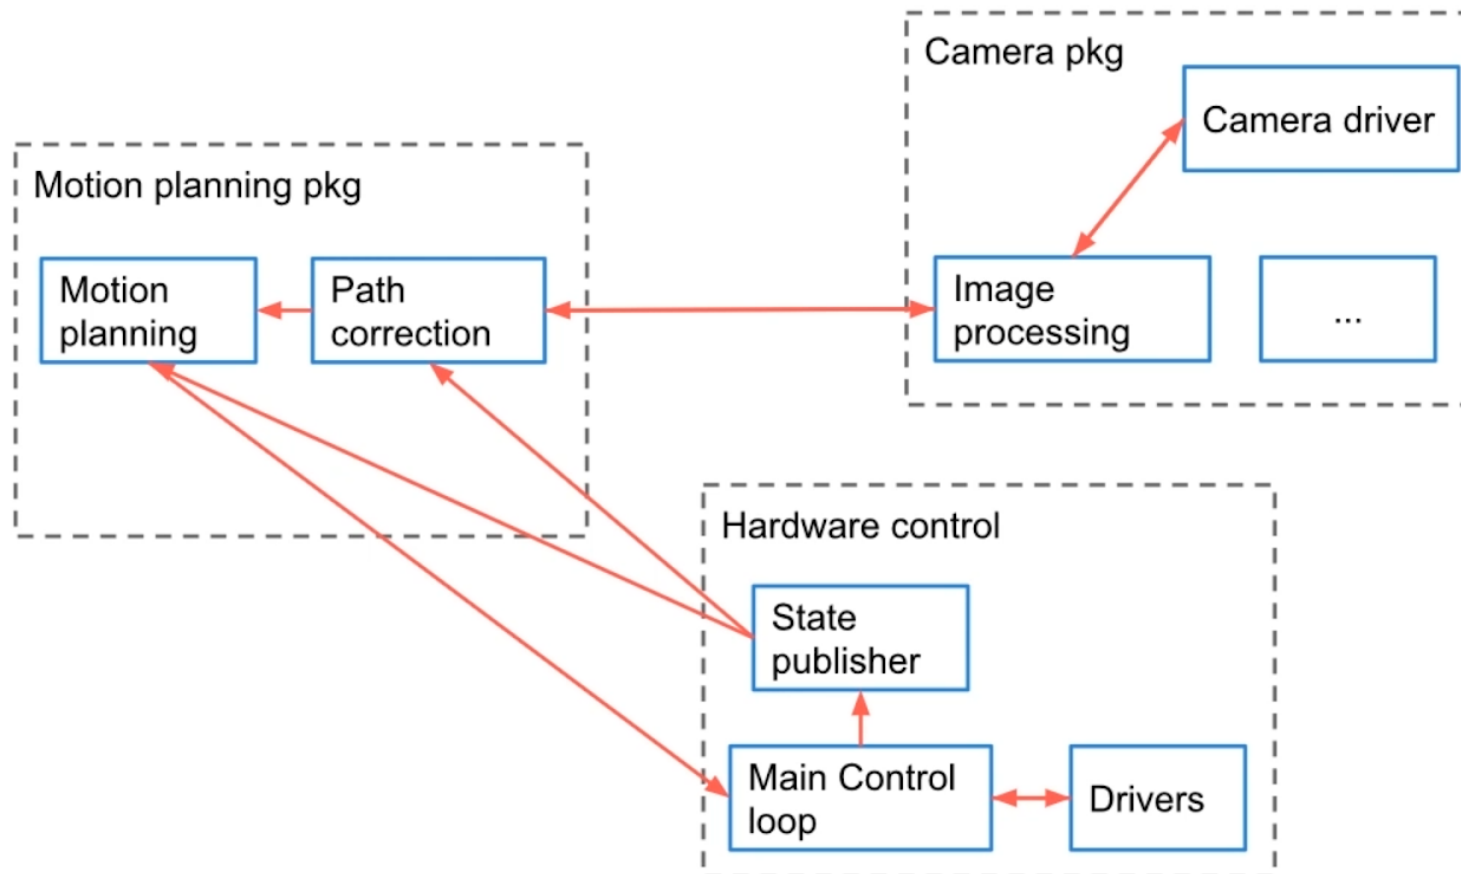 Camera pkg
Camera driver
Motion planning pkg
Motion
planning
Path
correction
Image
processing
...
Hardware control
State
publisher
Main Control
loop
Drivers